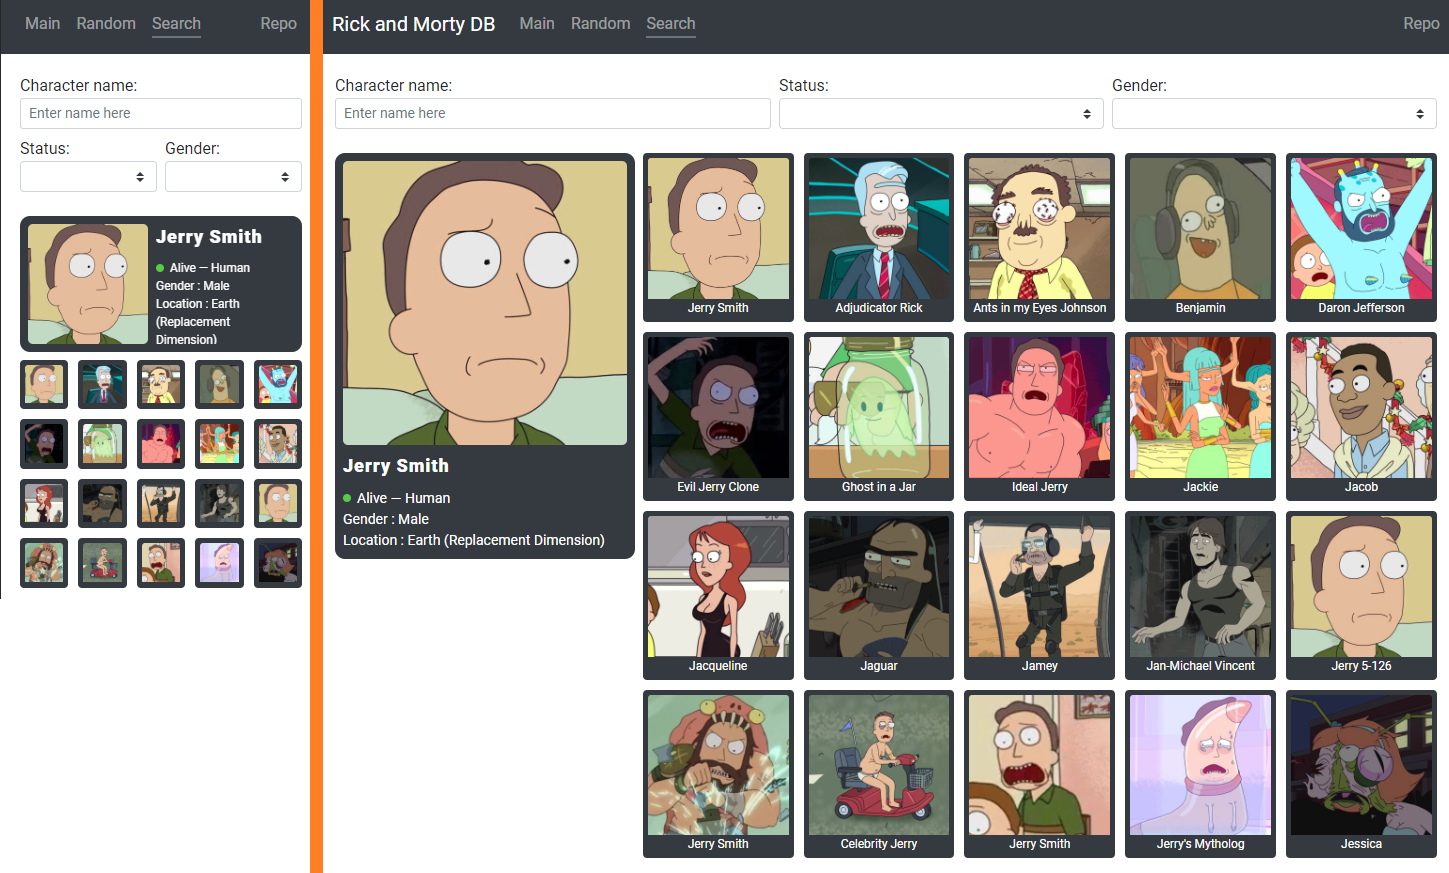 Main Random Search Repo
Character name:
Enter name here
Status: Gender:
Jerry Smith
Alive — Human
Gender : Male
Location : Earth
(Replacement
Dimension)
Rick and Morty DB Main Random Search Repo
Character name: Status: Gender:
Enter name here
Jerry Smith
Alive — Human
Gender : Male
Location : Earth (Replacement Dimension)
Jerry Smith Adjudicator Rick Ants in my Eyes Johnson Benjamin Daron Jefferson
Evil Jerry Clone Ghost in a Jar Ideal Jerry Jackie Jacob
Jacqueline Jaguar Jamey Jan-Michael Vincent Jerry 5-126
Jerry Smith Celebrity Jerry Jerry Smith Jerry's Mytholog Jessica